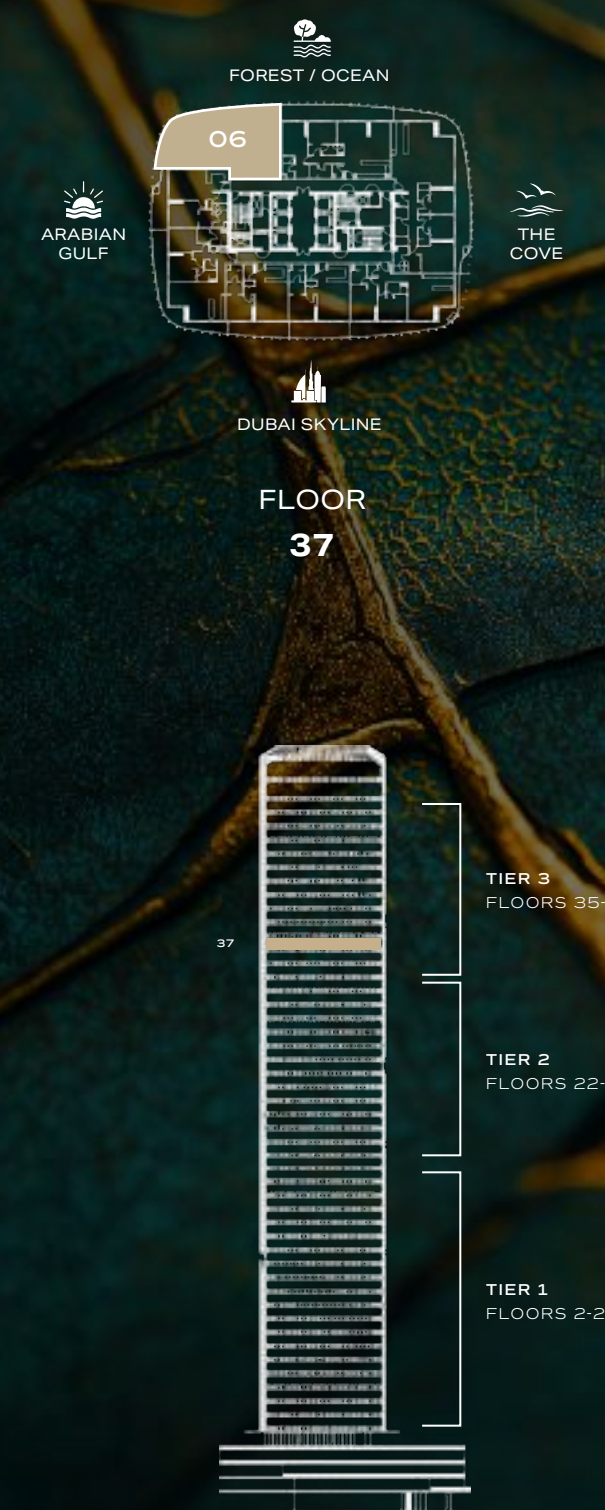 FOREST / OCEAN
06
ARABIAN
GULF
THE
COVE
DUBAI SKYLINE
FLOOR
37
TIER 3
FLOORS 35-
37
TIER 2
FLOORS 22-
TIER 1
FLOORS 2-2